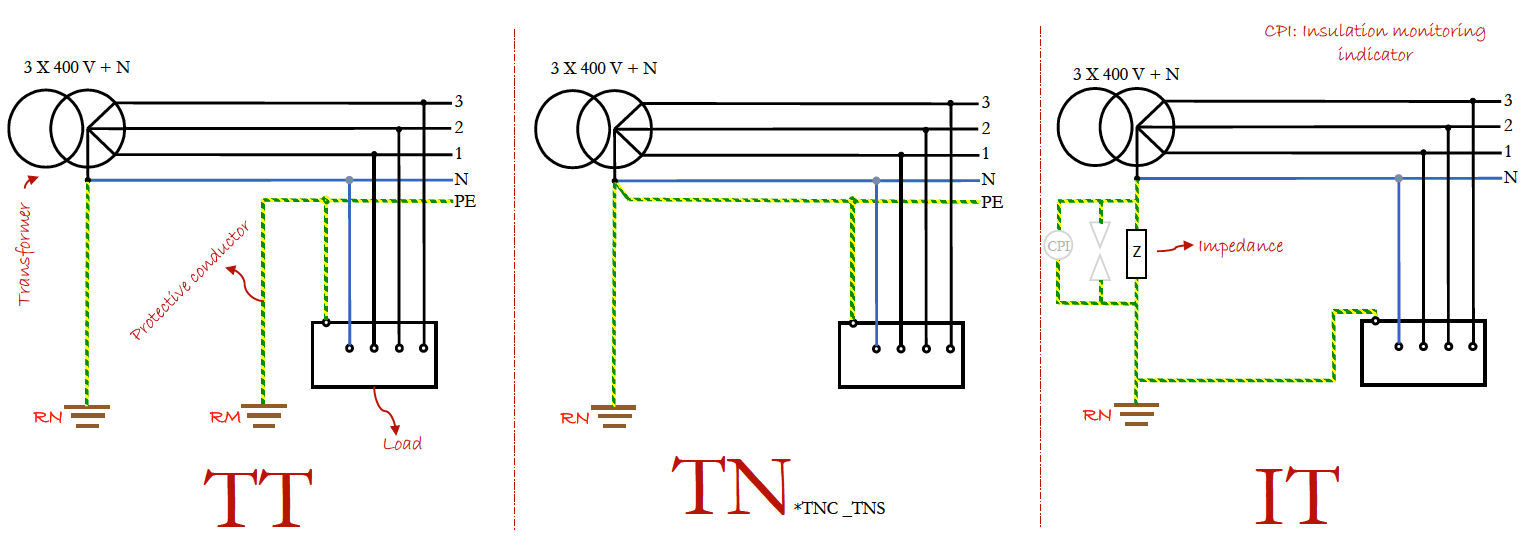 3 X 400 V + N
3
2
1
N
PE
Transformer
Protective conductor
RN
RM
Load
TT
3 X 400 V + N
3
2
1
N
PE
RN
TN
*TNC _TNS
CPI: Insulation monitoring
indicator
3 X 400 V + N
3
2
1
N
CPI
Z
Impedance
RN
IT